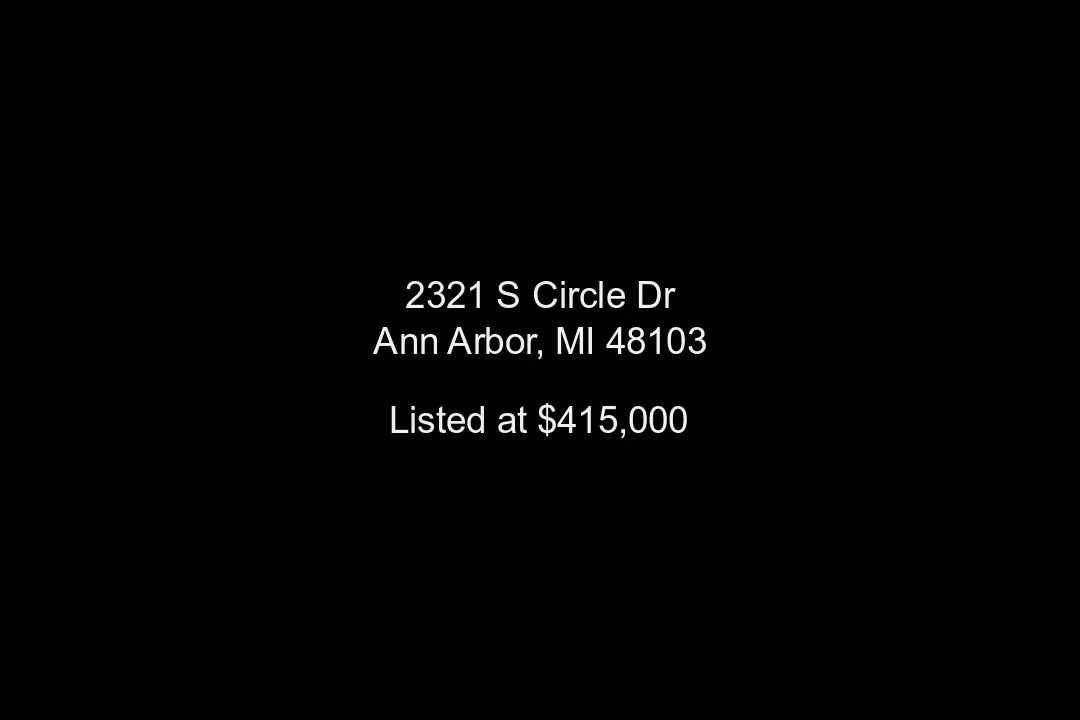 2321 S Circle Dr
Ann Arbor, MI 48103
Listed at $415,000